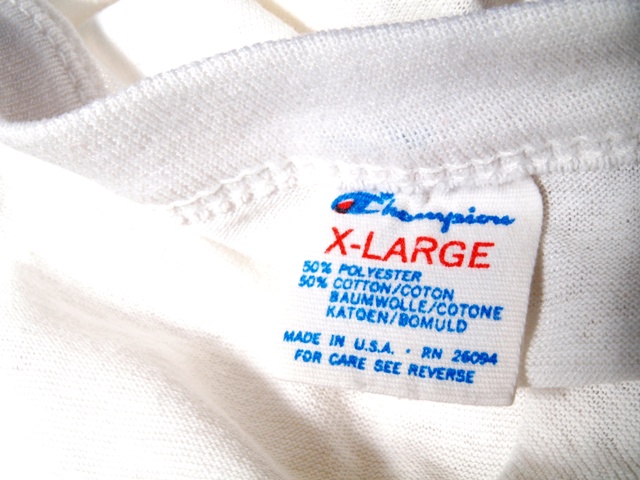 Champion
X-LARGE
50% POLYESTER
50% COTTON/COTON
BAUMWOLLE/COTONE
KATOEN/BOMULD
MADE IN U.S.A. · RN 26094
FOR CARE SEE REVERSE